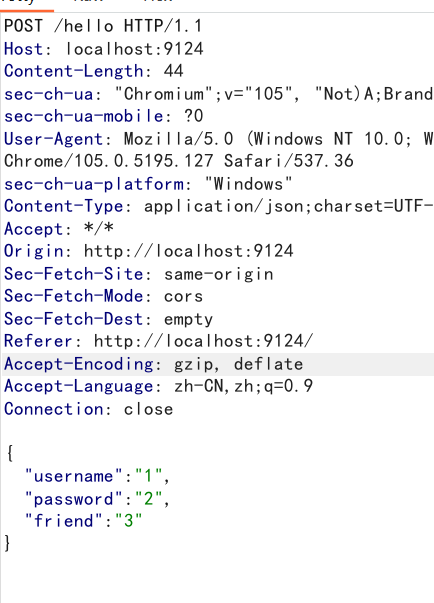 POST /hello HTTP/1.1
Host: localhost:9124
Content-Length: 44
sec-ch-ua: "Chromium";v="105", "Not)A;Brand
sec-ch-ua-mobile: ?0
User-Agent: Mozilla/5.0 (Windows NT 10.0; W
Chrome/105.0.5195.127 Safari/537.36
sec-ch-ua-platform: "Windows"
Content-Type: application/json;charset=UTF-
Accept: */*
Origin: http://localhost:9124
Sec-Fetch-Site: same-origin
Sec-Fetch-Mode: cors
Sec-Fetch-Dest: empty
Referer: http://localhost:9124/
Accept-Encoding: gzip, deflate
Accept-Language: zh-CN,zh;q=0.9
Connection: close
{
"username":"1",
"password":"2",
"friend":"3"
}